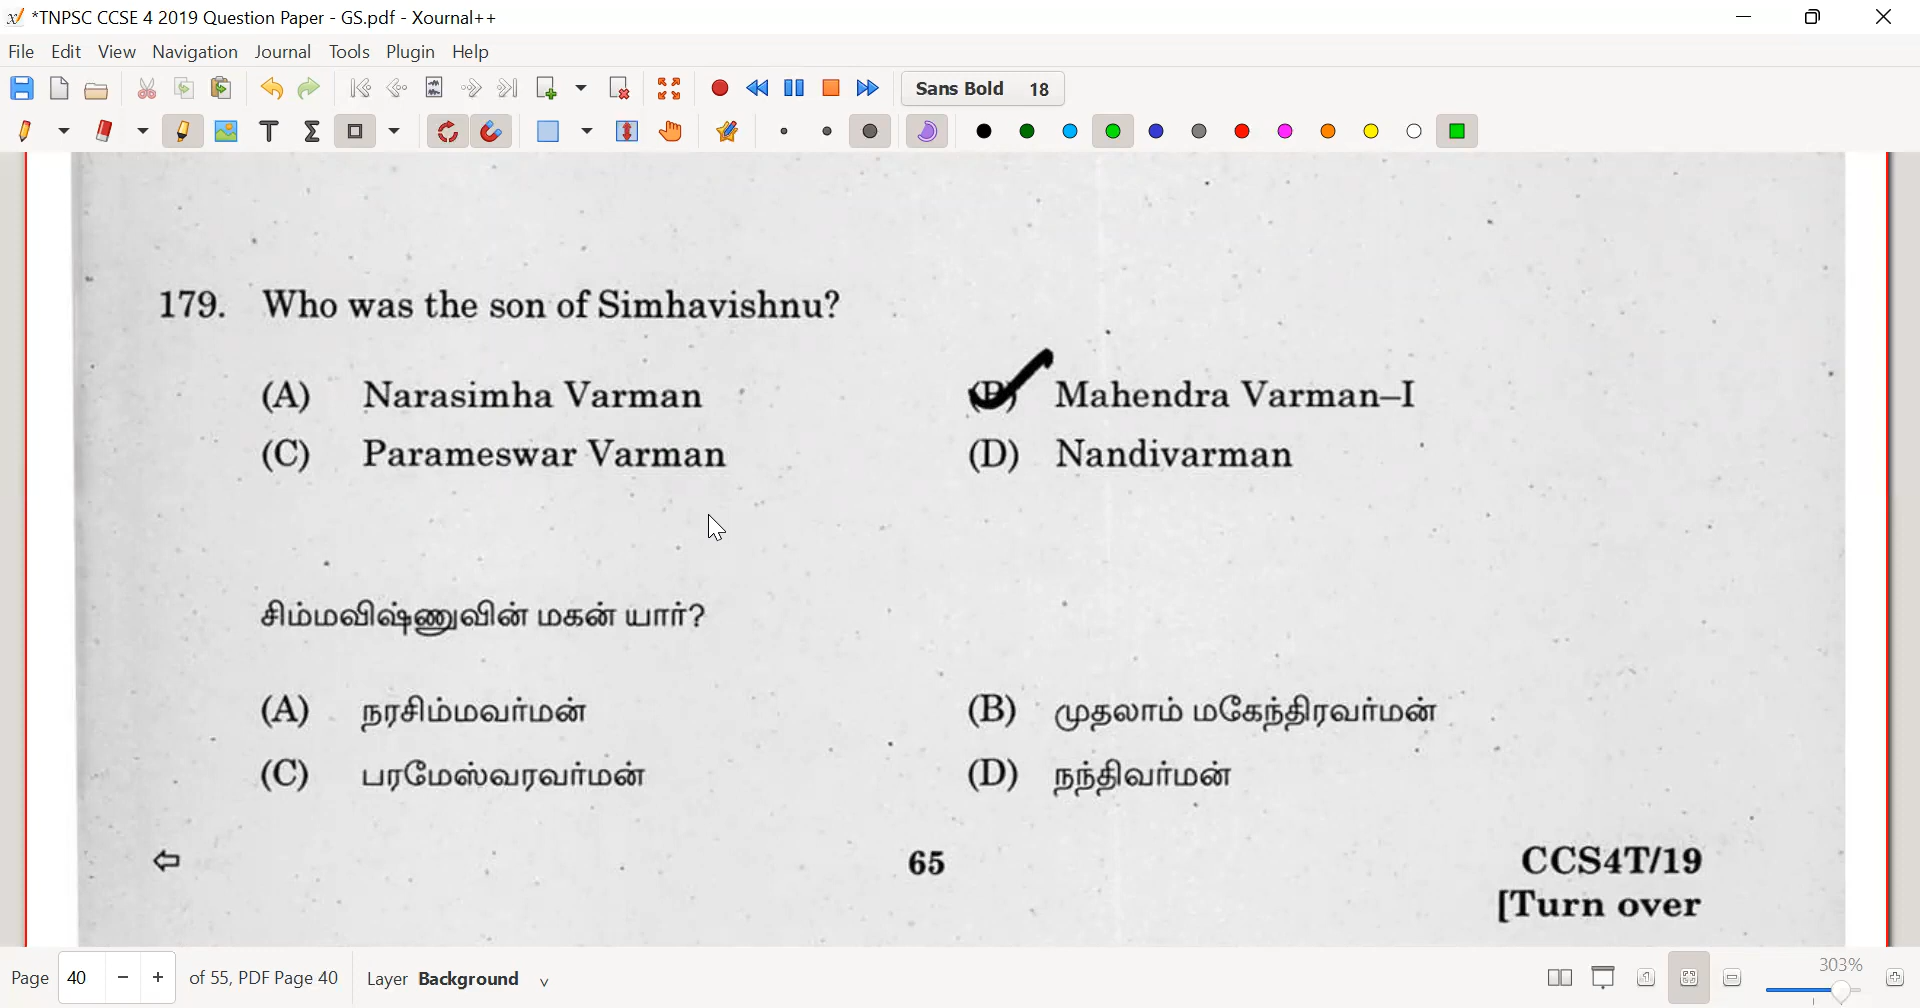 *TNPSC CCSE 4 2019 Question Paper - GS.pdf - Xournal++
File Edit View Navigation Journal Tools Plugin Help
Sans Bold 18
179. Who was the son of Simhavishnu?
(A) Narasimha Varman (B) Mahendra Varman–I
(C) Parameswar Varman (D) Nandivarman
சிம்மவிஷ்ணுவின் மகன் யார்?
(A) நரசிம்மவர்மன் (B) முதலாம் மகேந்திரவர்மன்
(C) பரமேஸ்வரவர்மன் (D) நந்திவர்மன்
65 CCS4T/19
[Turn over
Page 40 of 55, PDF Page 40 Layer Background 303%